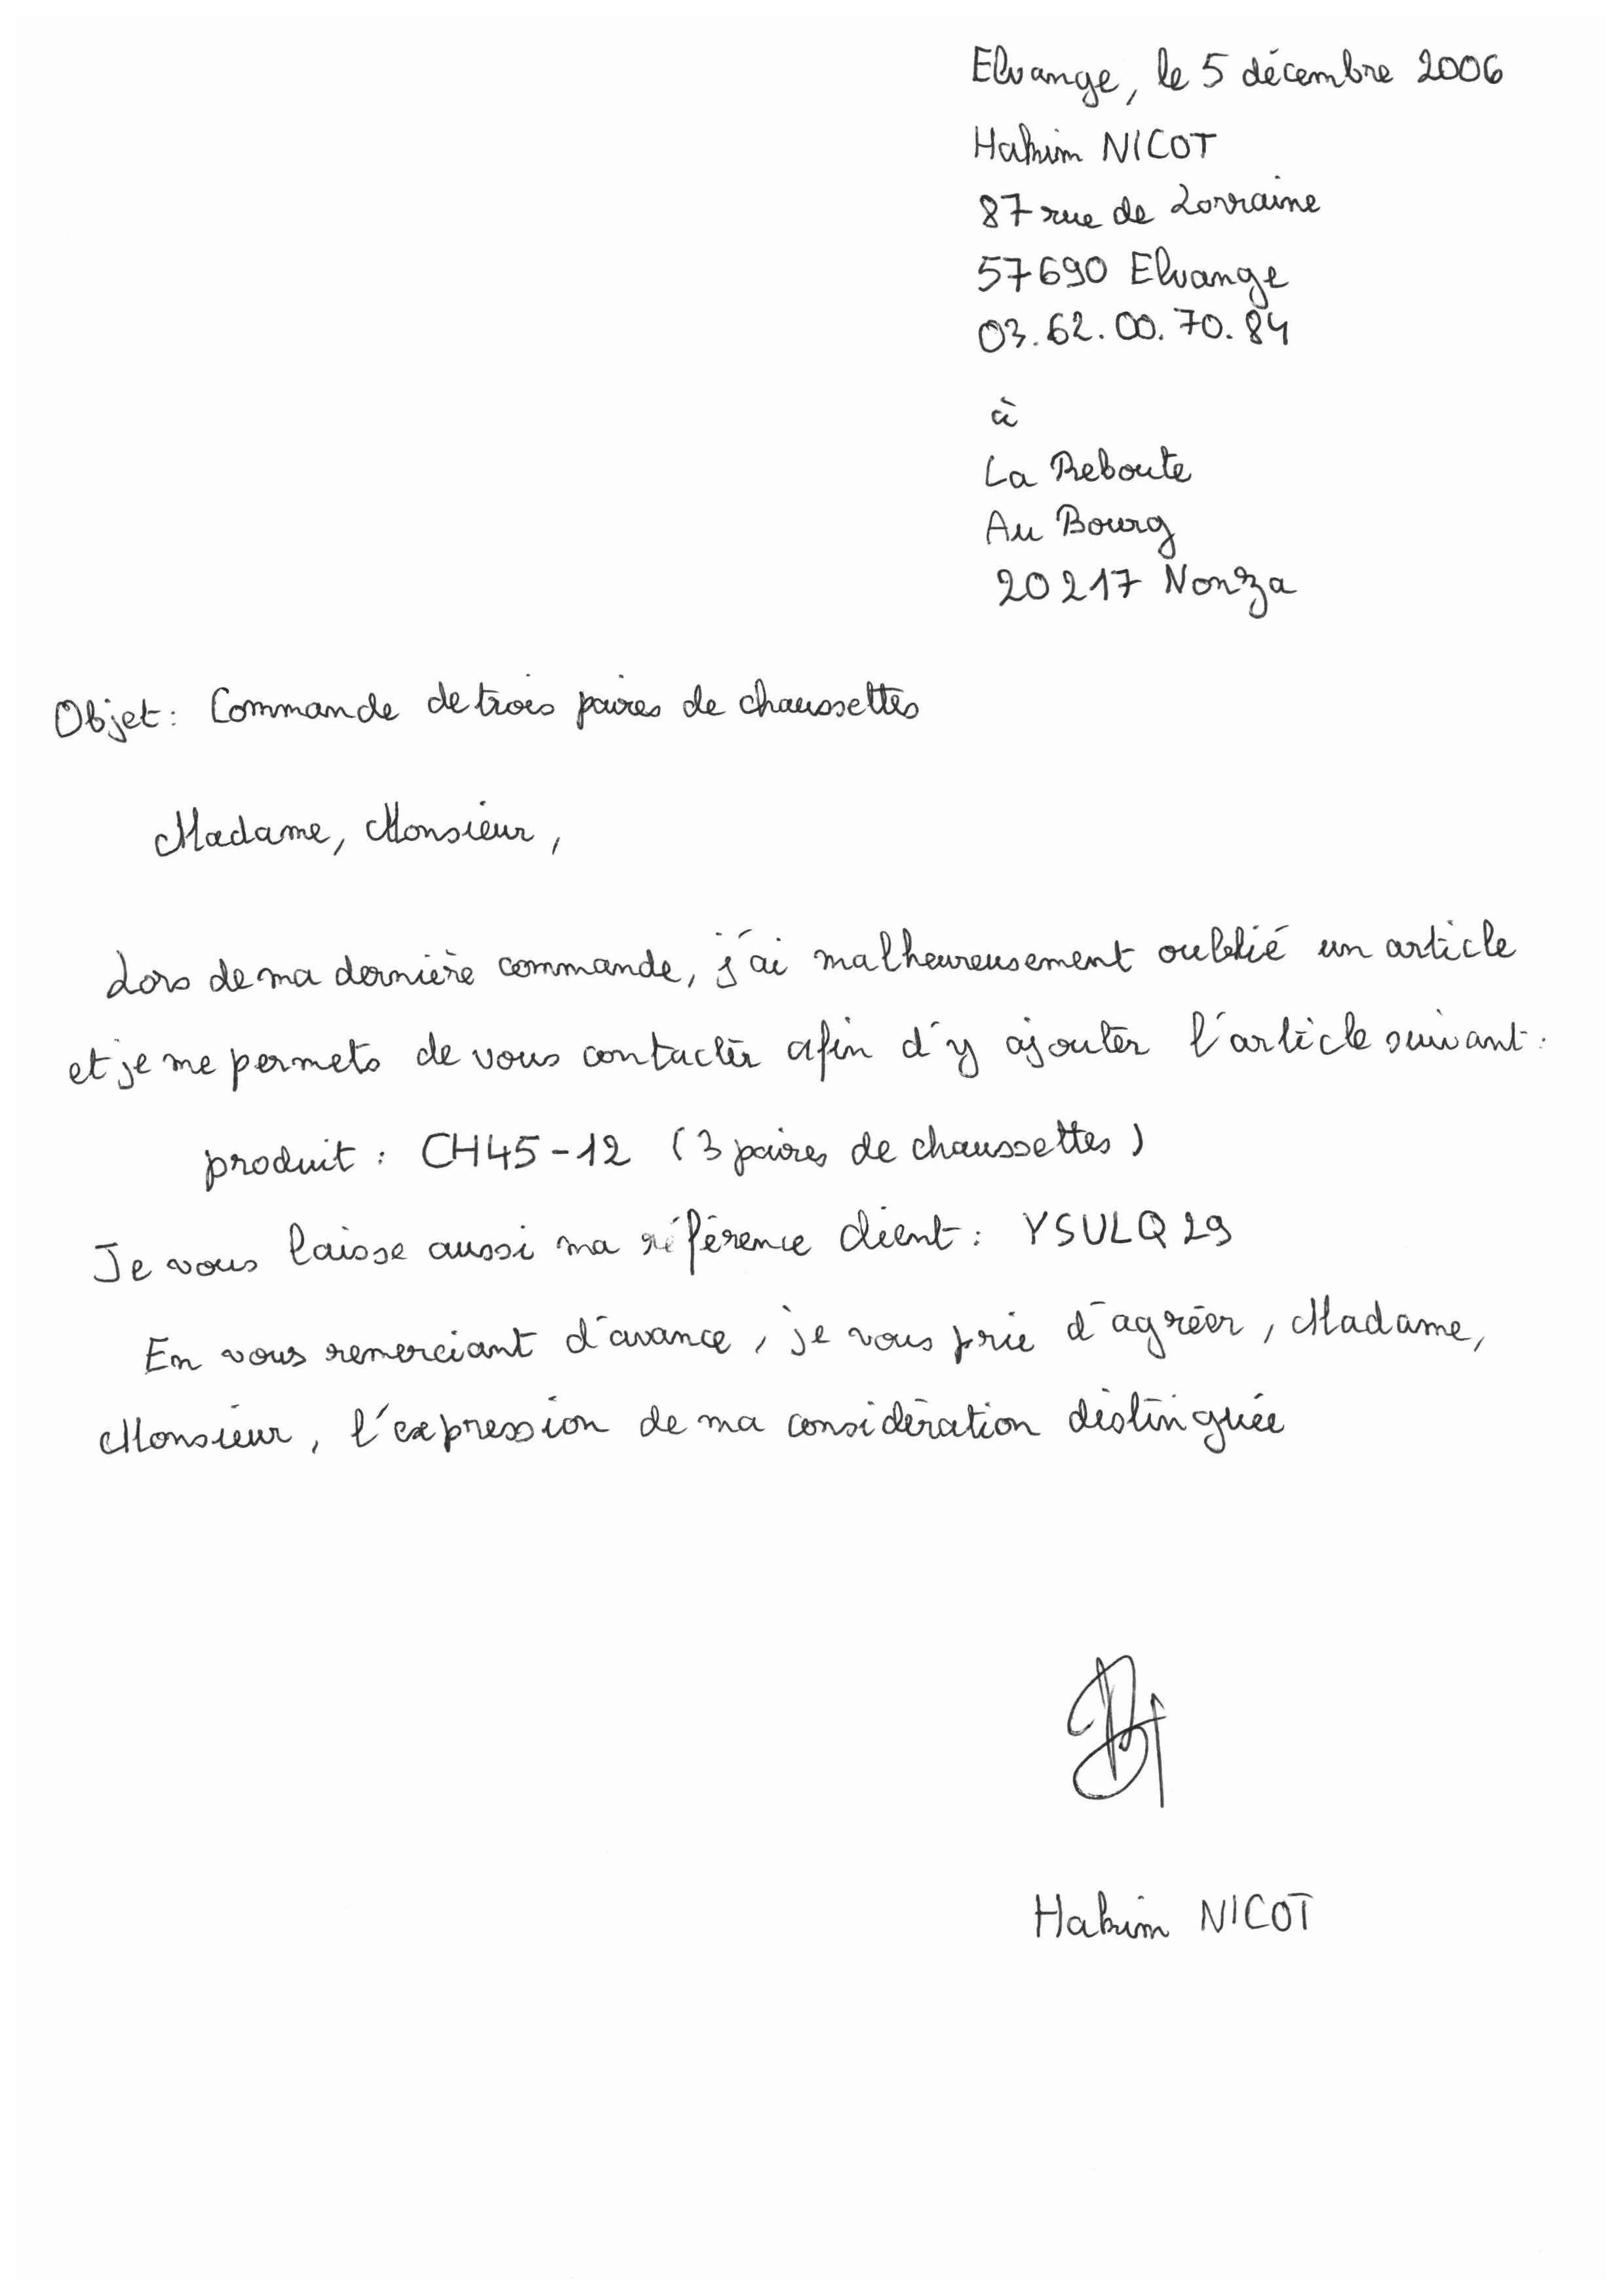 Elvange, le 5 décembre 2006
Hakim NICOT
87 rue de Lorraine
57690 Elvange
03.62.00.70.84
à
La Reboute
Au Bourg
20217 Nonza
Objet : Commande de trois paires de chaussettes
Madame, Monsieur,
Lors de ma dernière commande, j'ai malheureusement oublié un article
et je me permets de vous contacter afin d'y ajouter l'article suivant :
produit : CH45-12 (3 paires de chaussettes)
Je vous laisse aussi ma référence client : YSULQ29
En vous remerciant d'avance, je vous prie d'agréer, Madame,
Monsieur, l'expression de ma considération distinguée
Hakim NICOT